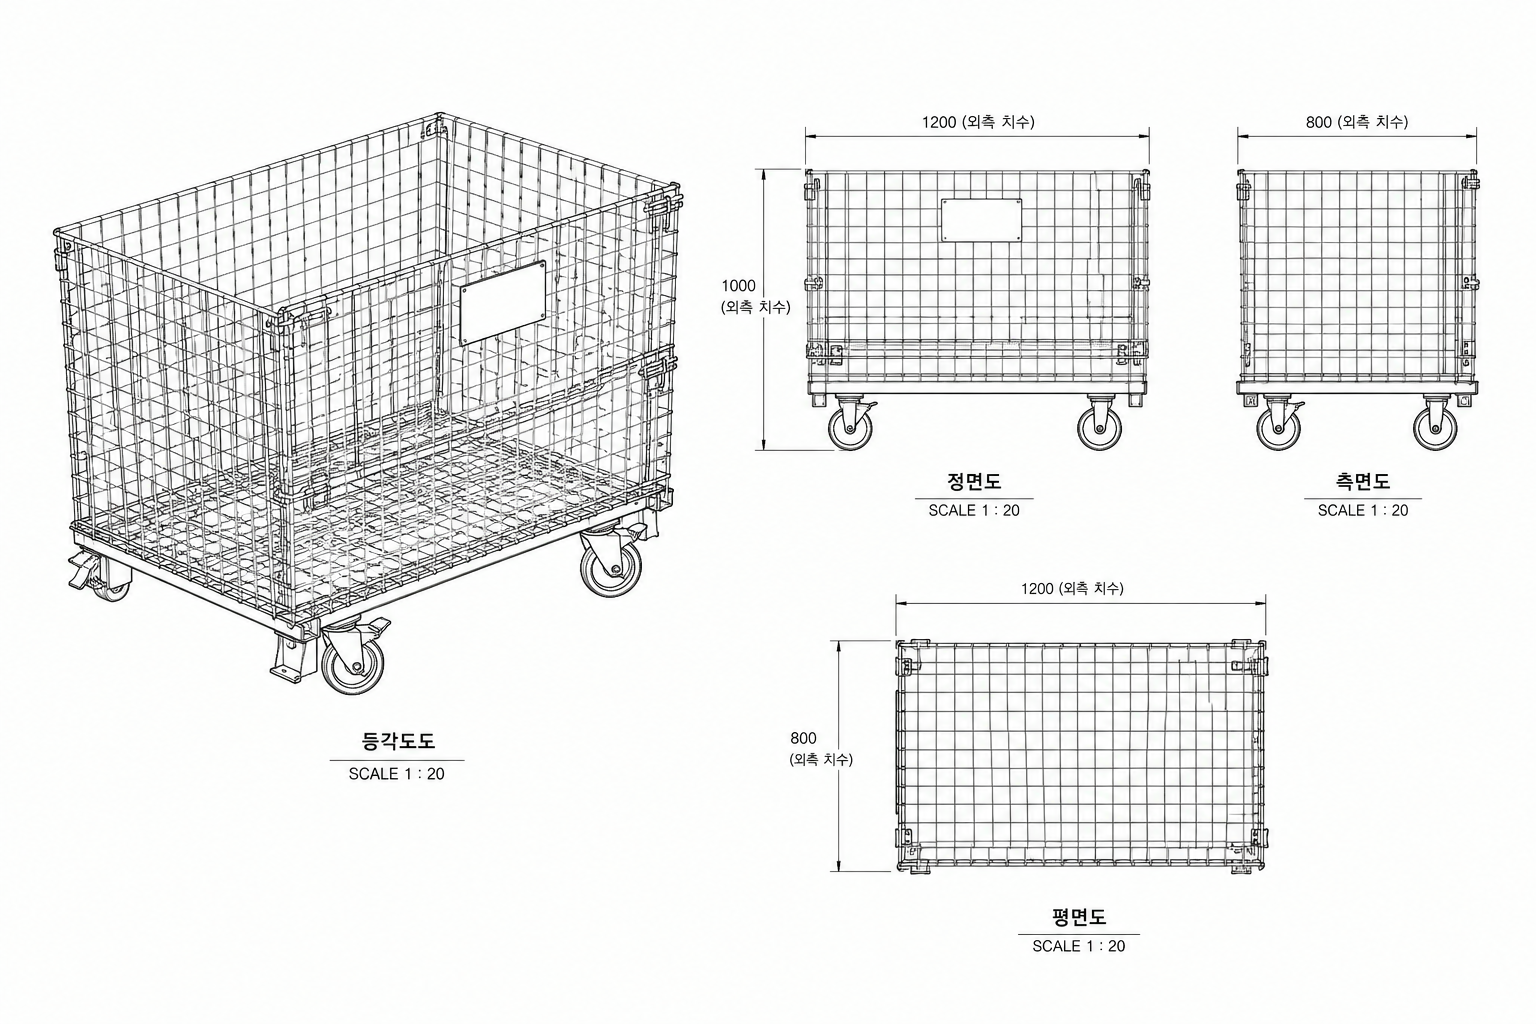 1200 (외측 치수)
800 (외측 치수)
1000
(외측 치수)
정면도
SCALE 1 : 20
측면도
SCALE 1 : 20
등각도도
SCALE 1 : 20
1200 (외측 치수)
800
(외측 치수)
평면도
SCALE 1 : 20